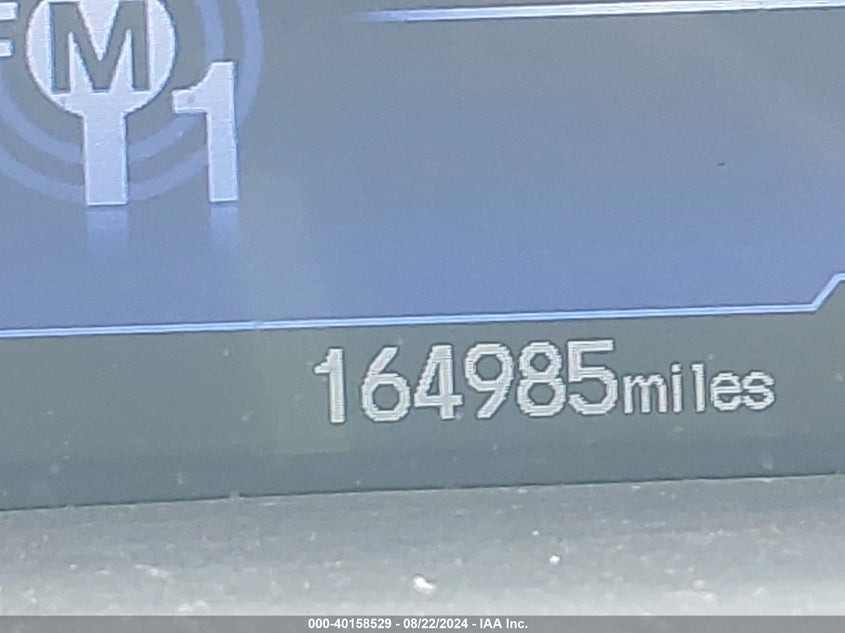 FM
1
164985miles
000-40158529 - 08/22/2024 - IAA Inc.